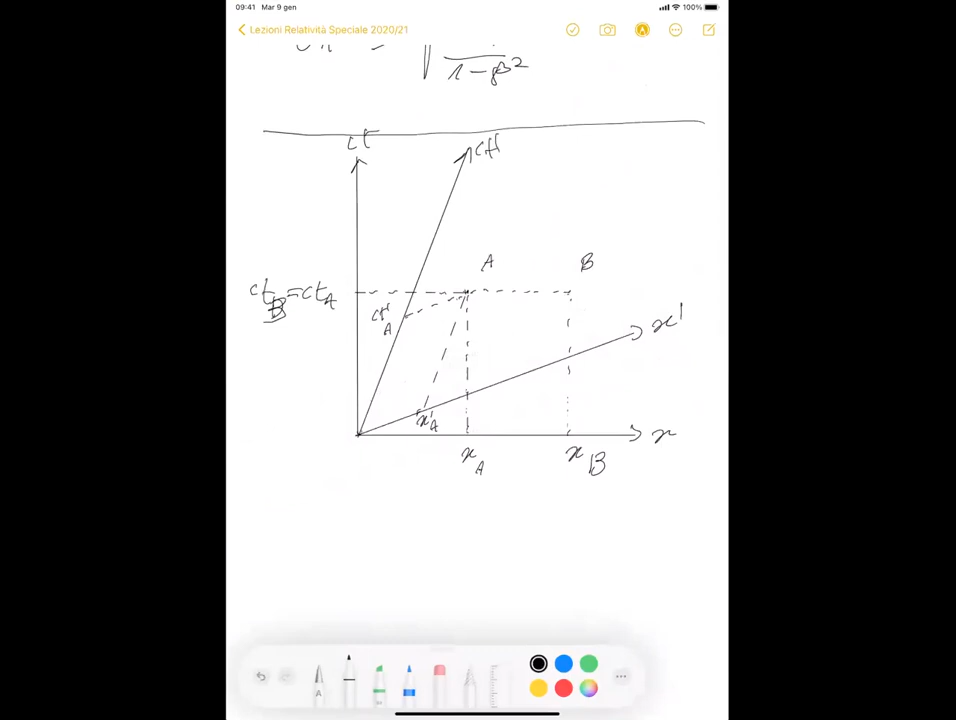 09:41 Mar 9 gen
100%
Lezioni Relatività Speciale 2020/21
1-β²
ct
ct'
A
B
ct_B=ct_A
ct'_A
x'
x'_A
x
x_A
x_B
A